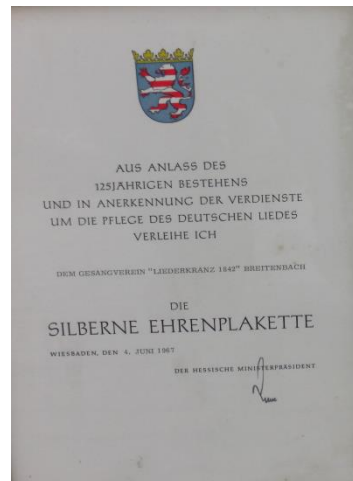 AUS ANLASS DES
125JÄHRIGEN BESTEHENS
UND IN ANERKENNUNG DER VERDIENSTE
UM DIE PFLEGE DES DEUTSCHEN LIEDES
VERLEIHE ICH
DEM GESANGVEREIN "LIEDERKRANZ 1842" BREITENBACH
DIE
SILBERNE EHRENPLAKETTE
WIESBADEN, DEN 4. JUNI 1967
DER HESSISCHE MINISTERPRÄSIDENT